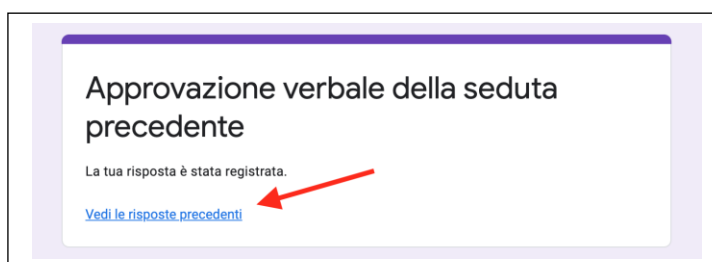 Approvazione verbale della seduta
precedente
La tua risposta è stata registrata.
Vedi le risposte precedenti